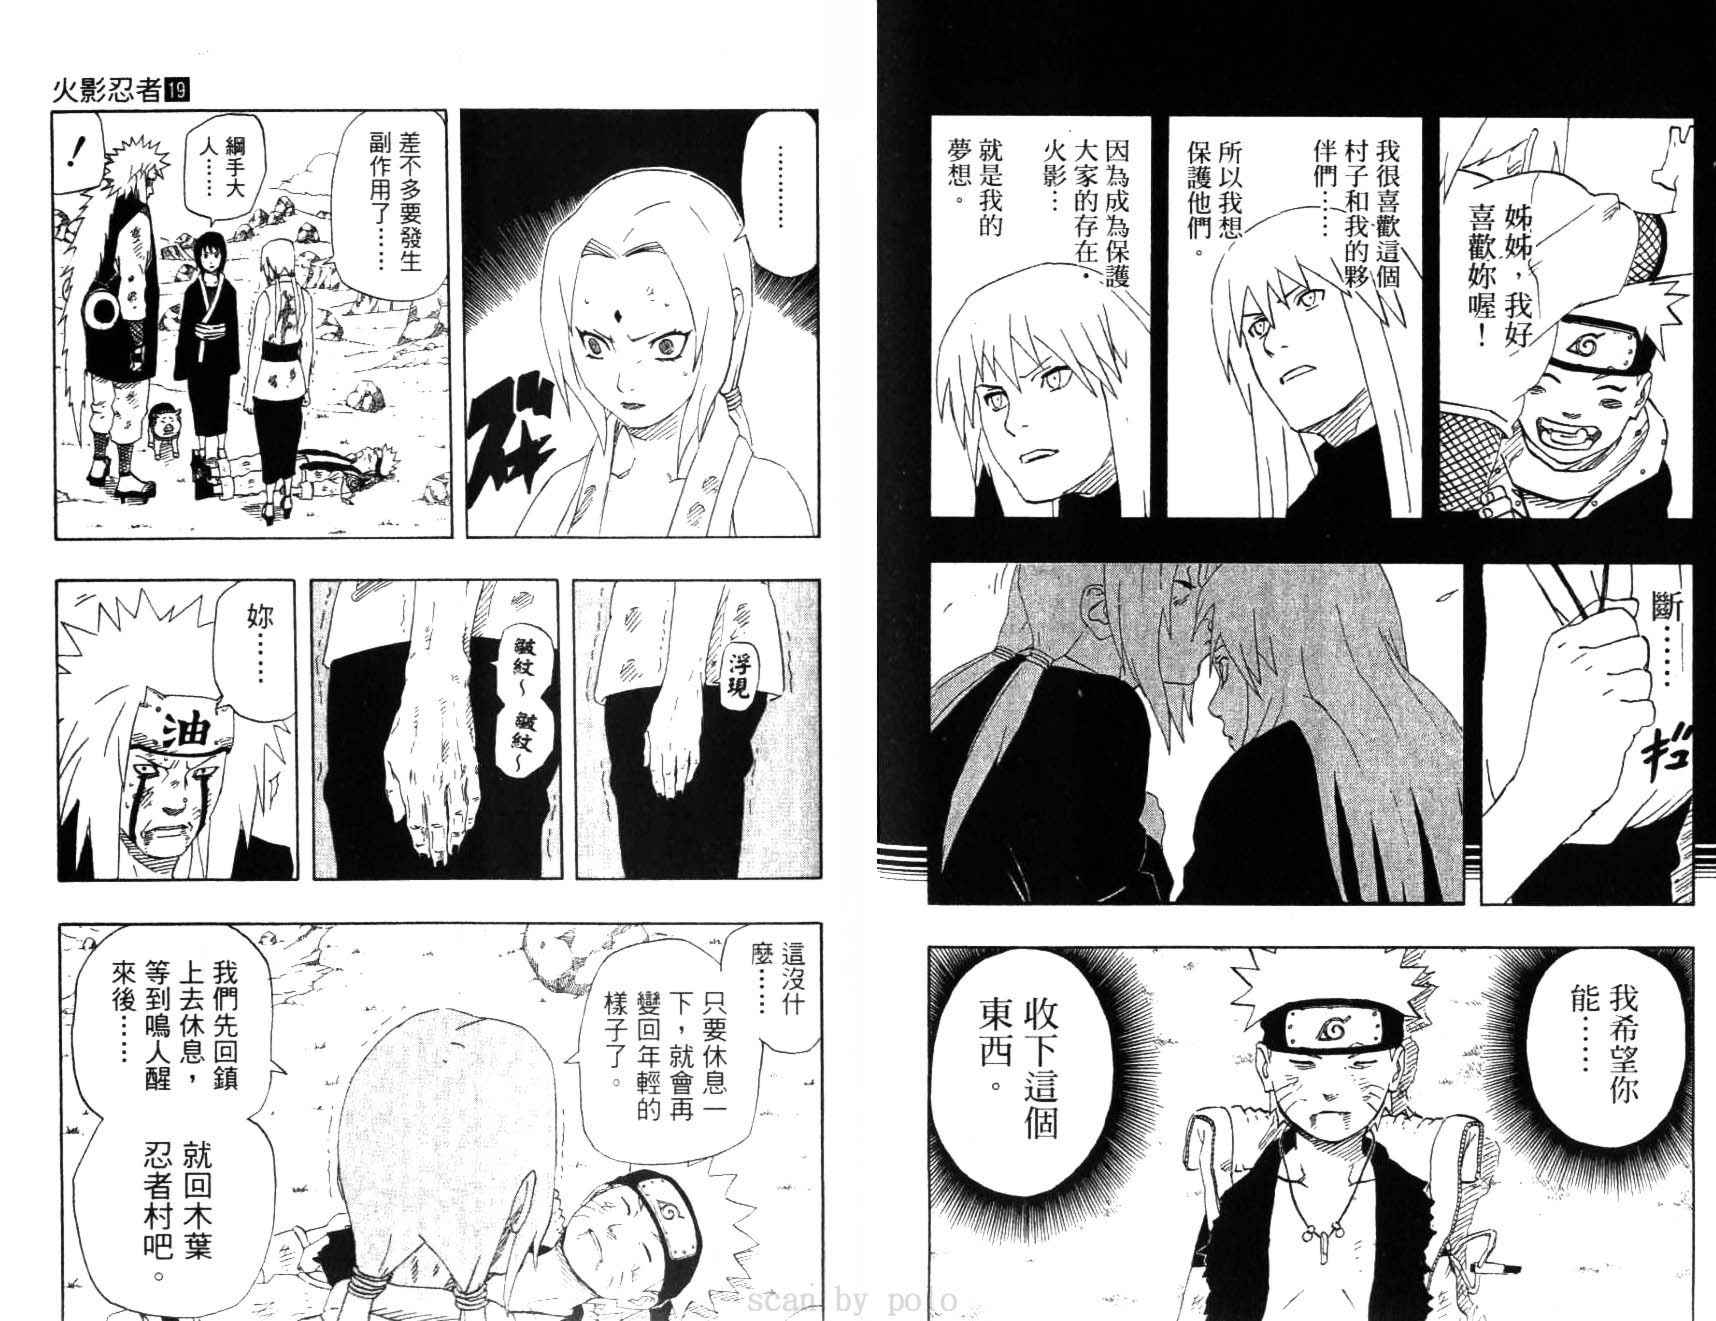 姊姊，我好
喜歡妳喔！
我很喜歡這個
村子和我的夥
伴們……
所以我想
保護他們。
因為成為保護
大家的存在·
火影…
就是我的
夢想。
斷……
ギュ
我希望你
能……
收下這個
東西。
火影忍者19
…………
ズキ
差不多要發生
副作用了……
綱手大
人……
！
浮現
皺紋～
皺紋～
妳……
油
這沒什
麼……
只要休息一
下，就會再
變回年輕的
樣子了。
我們先回鎮
上去休息，
等到鳴人醒
來後……
就回木葉
忍者村吧。
scan by polo